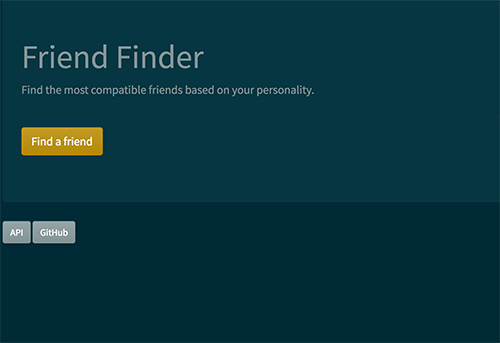 Friend Finder
Find the most compatible friends based on your personality.
Find a friend
API GitHub